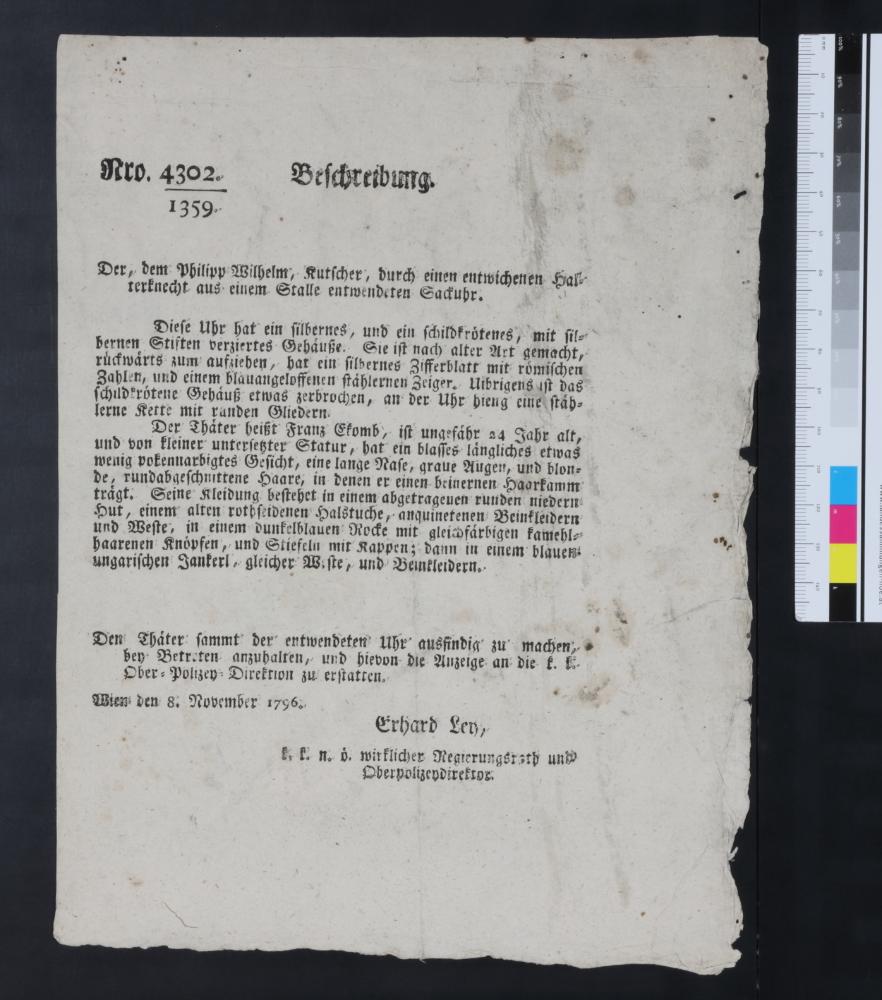 Nro. 4302. Beschreibung.
1359.
Der, dem Philipp Wilhelm, Kutscher, durch einen entwichenen Hal-
terknecht aus einem Stalle entwendeten Sackuhr.
Diese Uhr hat ein silbernes, und ein schildkrötenes, mit sil-
bernen Stiften verziertes Gehäuße. Sie ist nach alter Art gemacht,
rückwärts zum aufziehen, hat ein silbernes Zifferblatt mit römischen
Zahlen, und einem blauangeloffenen stählernen Zeiger. Uibrigens ist das
schildkrötene Gehäuß etwas zerbrochen, an der Uhr hieng eine stäh-
lerne Kette mit runden Gliedern.
Der Thäter heißt Franz Ekomb, ist ungefähr 24 Jahr alt,
und von kleiner untersetzter Statur, hat ein blasses längliches etwas
wenig pokennarbigtes Gesicht, eine lange Nase, graue Augen, und blon-
de, rundabgeschnittene Haare, in denen er einen beinernen Haarkamm
trägt. Seine Kleidung bestehet in einem abgetragenen runden niedern
Hut, einem alten rothseidenen Halstuche, anquinetenen Beinkleidern
und Weste, in einem dunkelblauen Rocke mit gleichfärbigen kamehl-
haarenen Knöpfen, und Stiefeln mit Kappen; dann in einem blauen
ungarischen Jankerl, gleicher Weste, und Beinkleidern.
Den Thäter sammt der entwendeten Uhr ausfindig zu machen,
bey Betreten anzuhalten, und hievon die Anzeige an die k. k.
Ober-Polizey-Direktion zu erstatten.
Wien den 8. November 1796.
Erhard Ley,
k. k. n. ö. wirklicher Regierungsrath und
Oberpolizeydirektor.